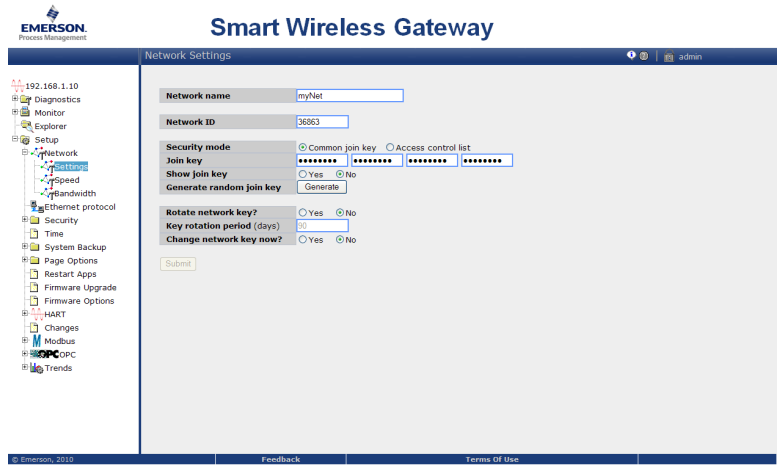 EMERSON.
Process Management
Smart Wireless Gateway
Network Settings
admin
192.168.1.10
Diagnostics
Monitor
Explorer
Setup
Network
Settings
Speed
Bandwidth
Ethernet protocol
Security
Time
System Backup
Page Options
Restart Apps
Firmware Upgrade
Firmware Options
HART
Changes
Modbus
OPC OPC
Trends
Network name myNet
Network ID 36863
Security mode Common join key Access control list
Join key •••••••• •••••••• •••••••• ••••••••
Show join key Yes No
Generate random join key Generate
Rotate network key? Yes No
Key rotation period (days) 90
Change network key now? Yes No
Submit
© Emerson, 2010 Feedback Terms Of Use